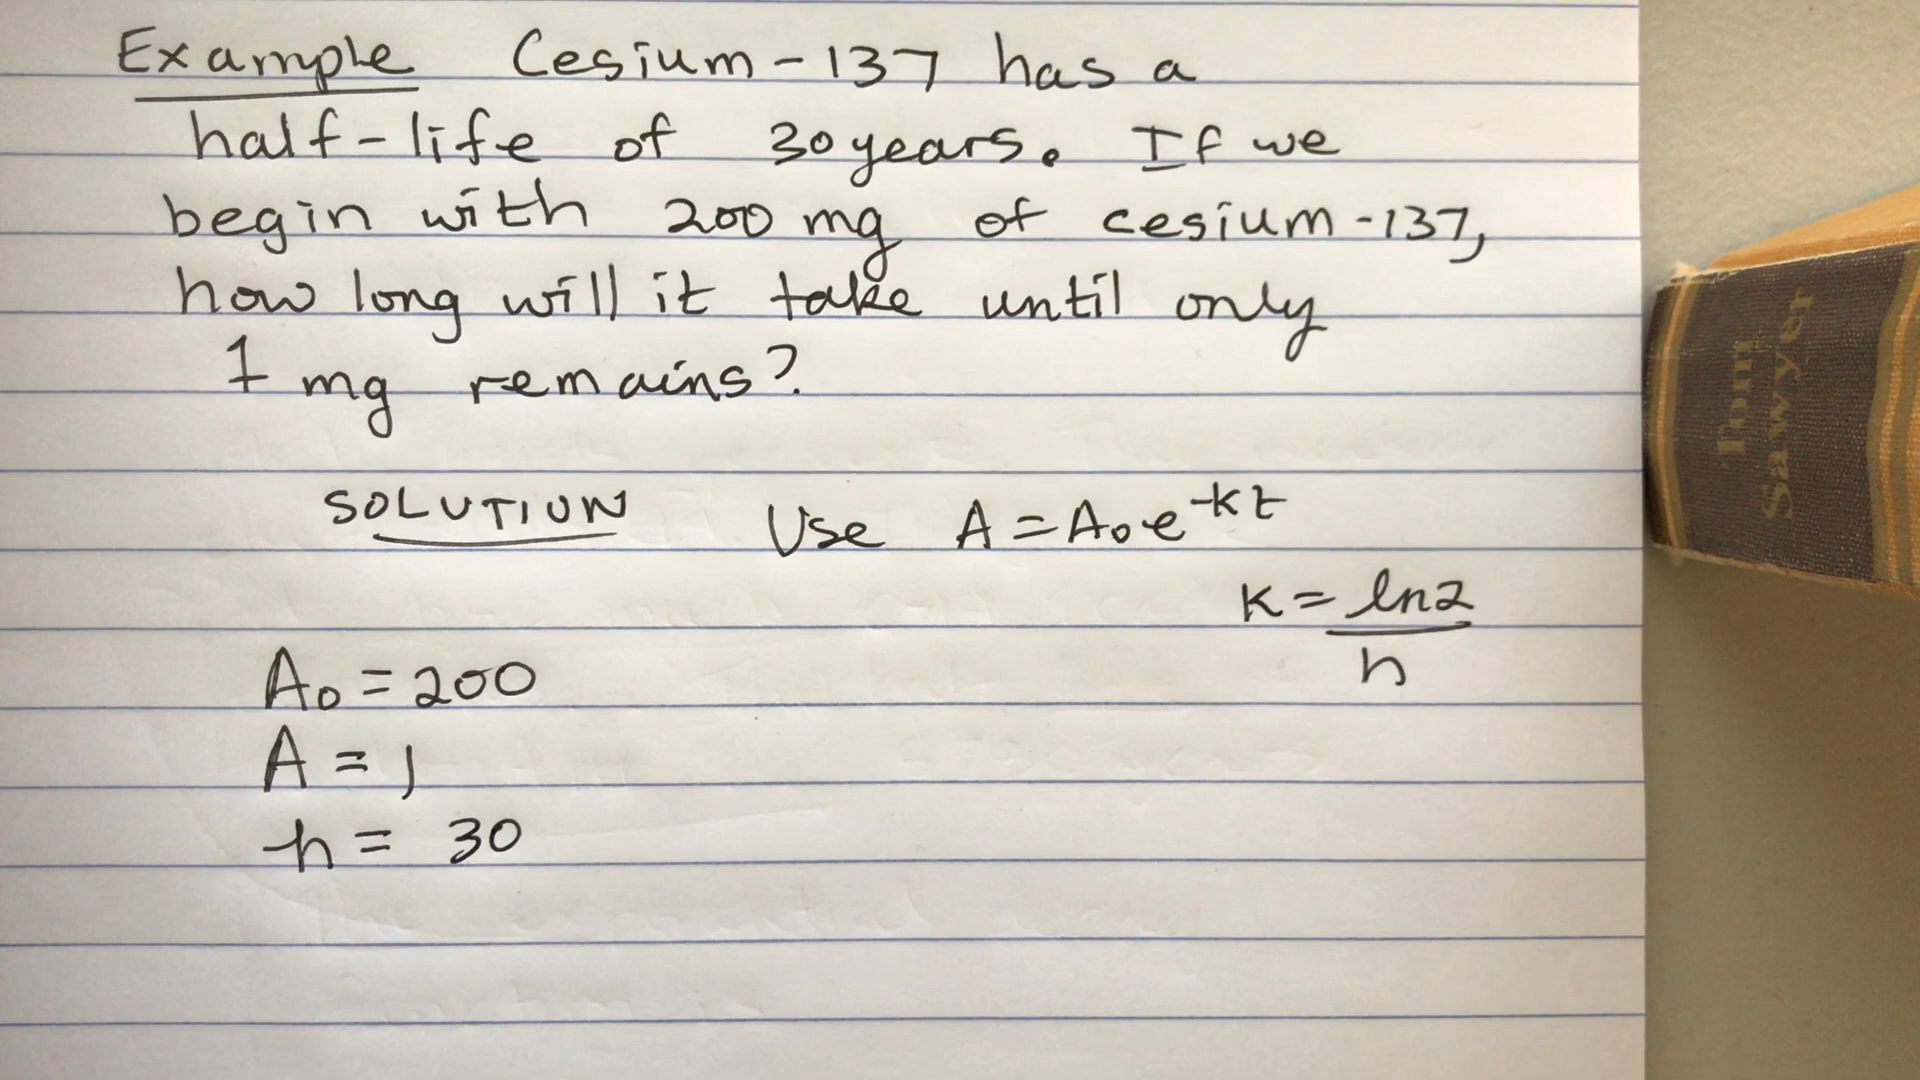 Example Cesium-137 has a
half-life of 30 years. If we
begin with 200 mg of cesium-137,
how long will it take until only
1 mg remains?
SOLUTION Use A = A₀e^-kt
K = ln2/h
A₀ = 200
A = 1
h = 30
Tom
Sawyer